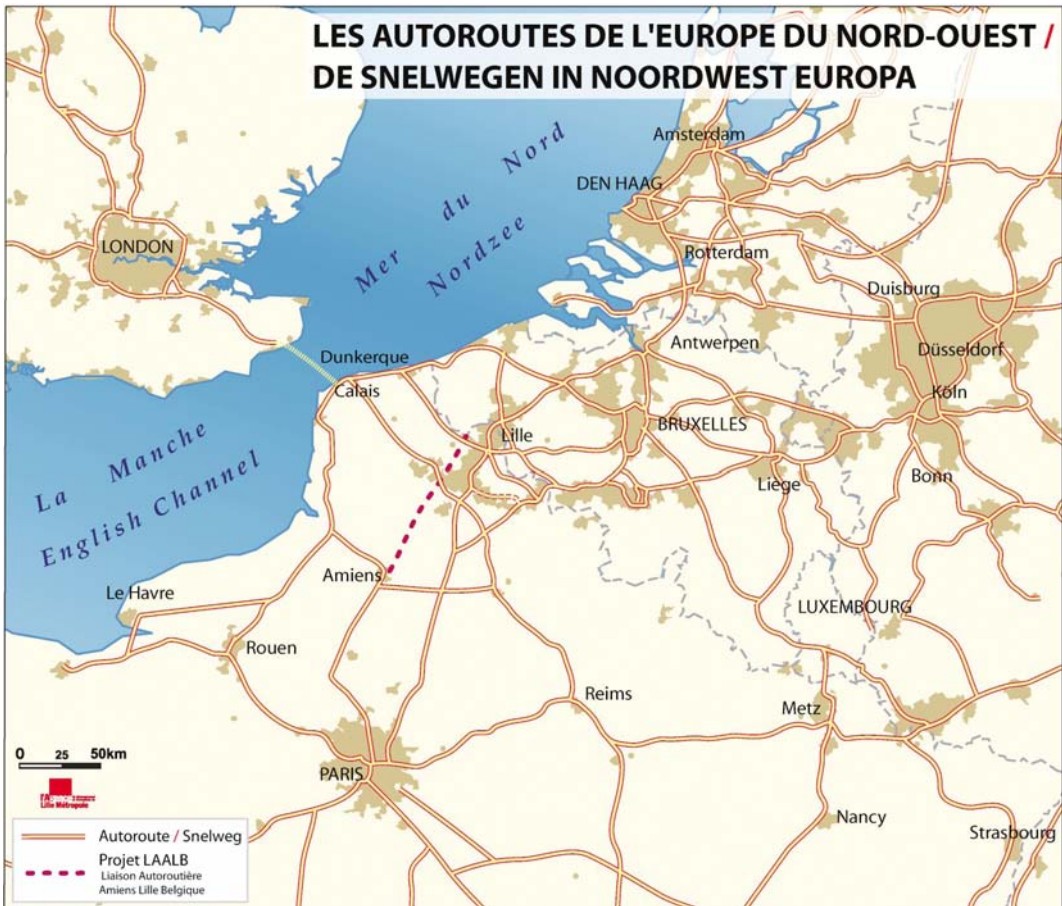 LES AUTOROUTES DE L'EUROPE DU NORD-OUEST /
DE SNELWEGEN IN NOORDWEST EUROPA
Amsterdam
DEN HAAG
Mer du Nord
Nordzee
LONDON
Rotterdam
Duisburg
Antwerpen
Düsseldorf
Dunkerque
Calais
Köln
BRUXELLES
Lille
La Manche
English Channel
Liège
Bonn
Amiens
Le Havre
LUXEMBOURG
Rouen
Reims
Metz
0 25 50km
PARIS
Lille Métropole
Nancy
Strasbourg
Autoroute / Snelweg
Projet LAALB
Liaison Autoroutière
Amiens Lille Belgique